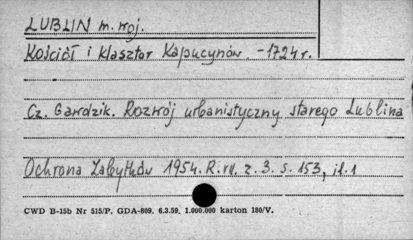 LUBLIN m. woj.
Kościół i klasztor Kapucynów. - 1724 r.
Cz. Gawdzik. Rozwój urbanistyczny starego Lublina
Ochrona Zabytków 1954. R. VII. z. 3. s. 153, il. 1
CWD B-15b Nr 515/P. GDA-809. 6.3.59. 1.000.000 karton 180/V.